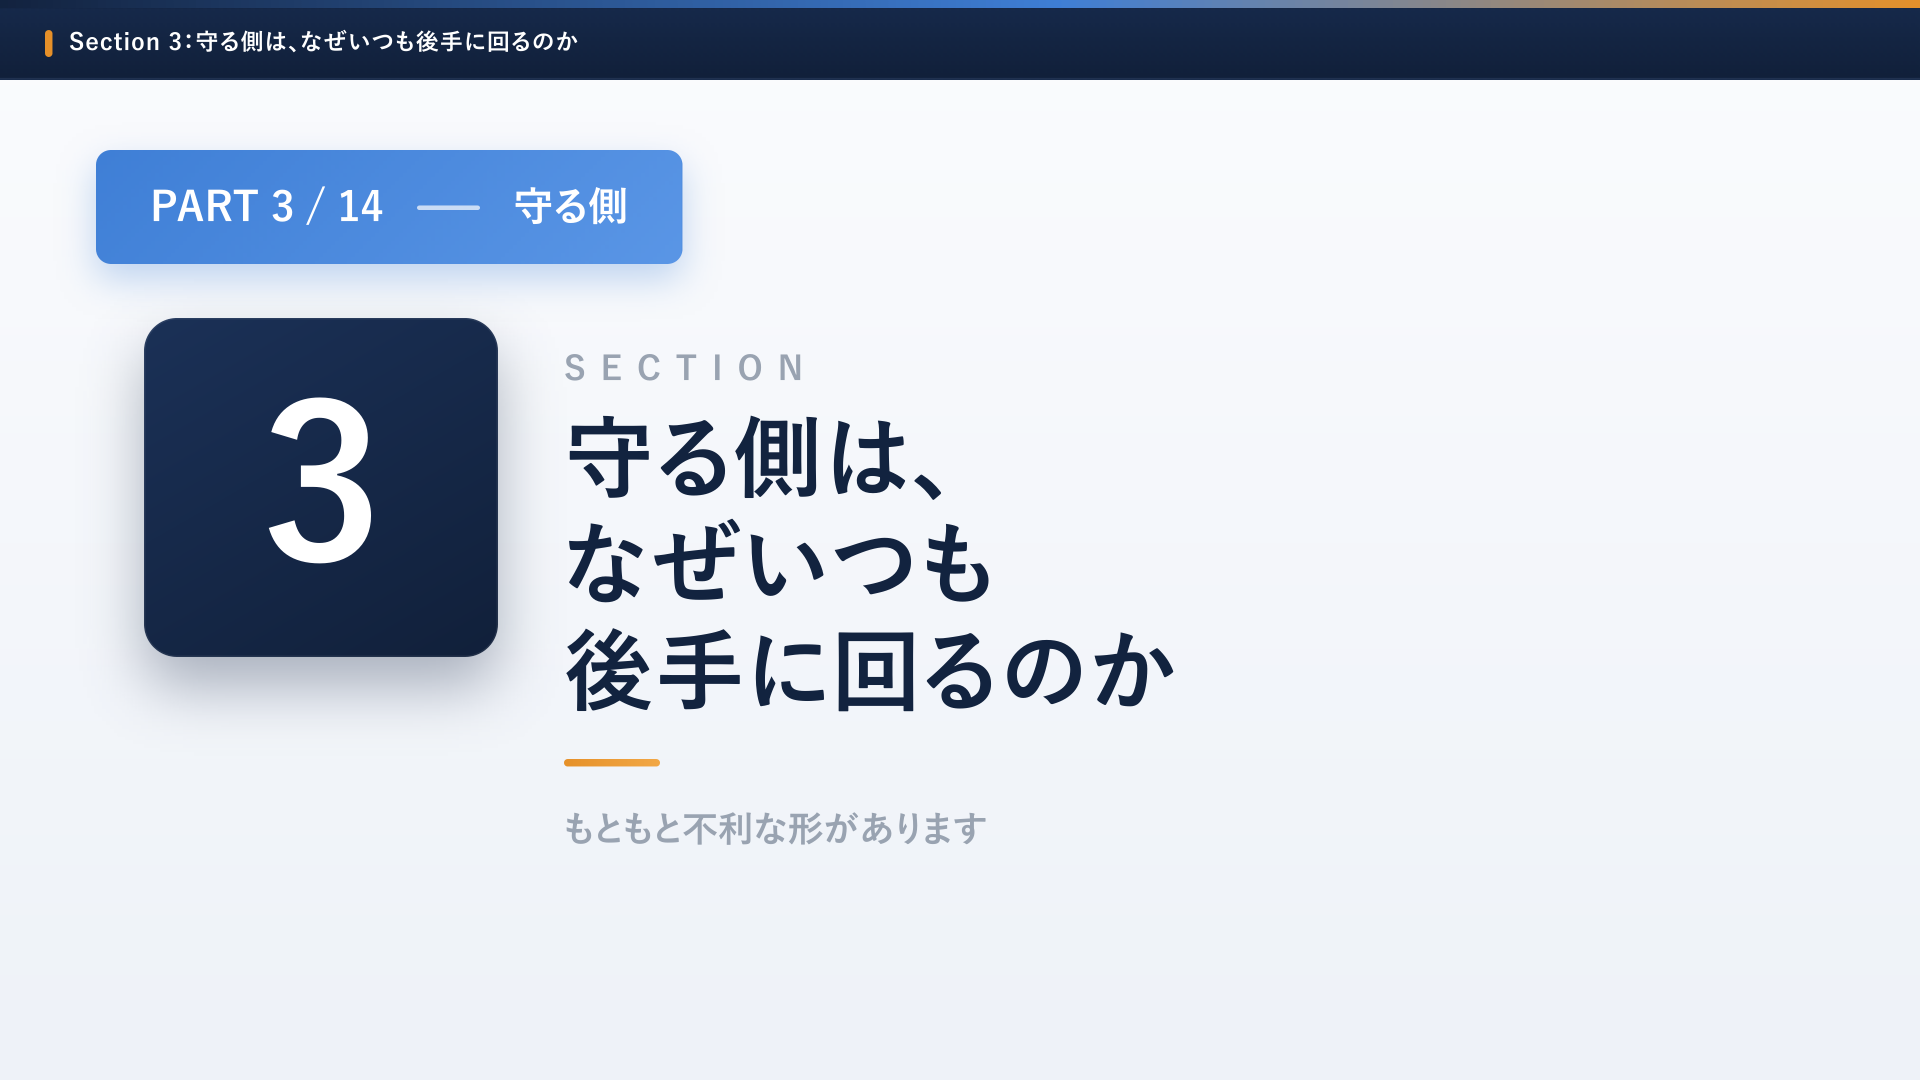 Section 3：守る側は、なぜいつも後手に回るのか
PART 3 / 14 — 守る側
3
SECTION
守る側は、
なぜいつも
後手に回るのか
もともと不利な形があります